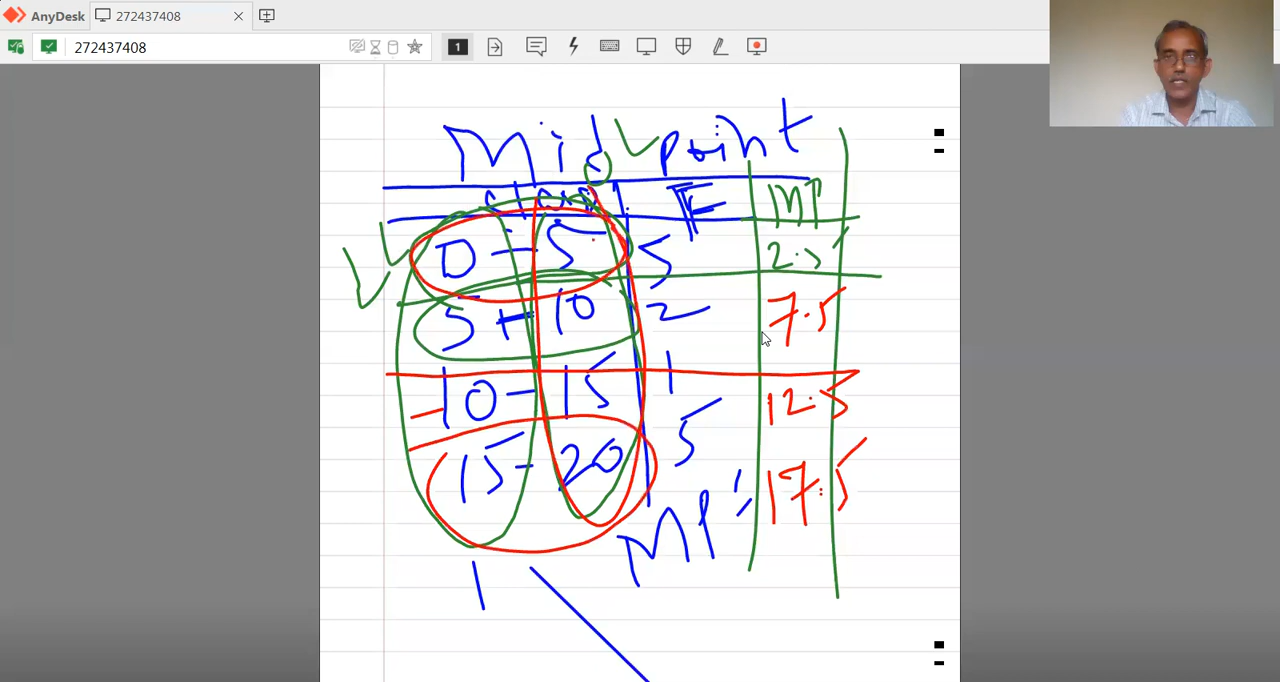 AnyDesk 272437408
272437408 1
Mid point
class F MP
0 - 5 5 2.5
5 - 10 2 7.5
10 - 15 1 12.5
15 - 20 5 17.5
MP